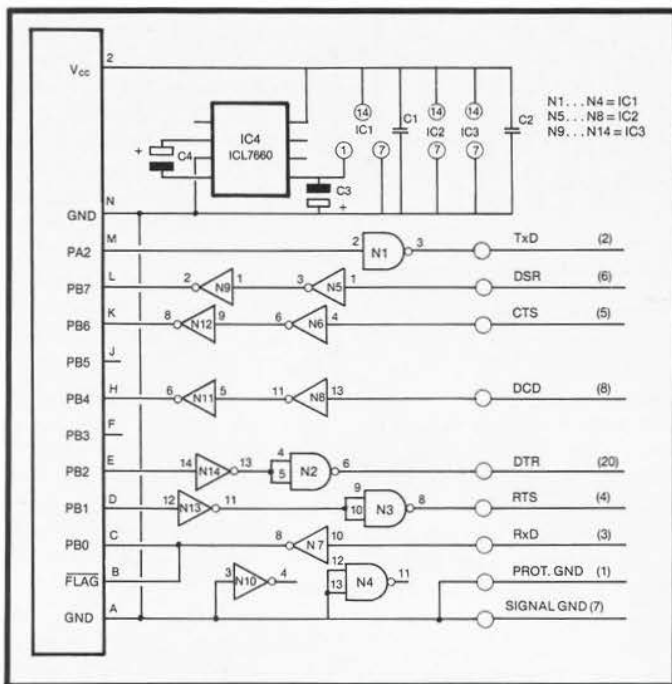 Vcc 2
14 IC1 C1 14 IC2 14 IC3 C2
N1...N4 = IC1
N5...N8 = IC2
N9...N14 = IC3
IC4
ICL7660
+ C4
1 7 7 7
C3
+
GND N
PA2 M 2 N1 3 TxD (2)
PB7 L 2 N9 1 3 N5 1 DSR (6)
PB6 K 8 N12 9 6 N6 4 CTS (5)
PB5 J
PB4 H 6 N11 5 11 N8 13 DCD (8)
PB3 F
PB2 E 14 N14 13 4 5 N2 6 DTR (20)
PB1 D 12 N13 11 9 10 N3 8 RTS (4)
PB0 C 8 N7 10 RxD (3)
FLAG B 3 N10 4 12 13 N4 11 PROT. GND (1)
GND A SIGNAL GND (7)